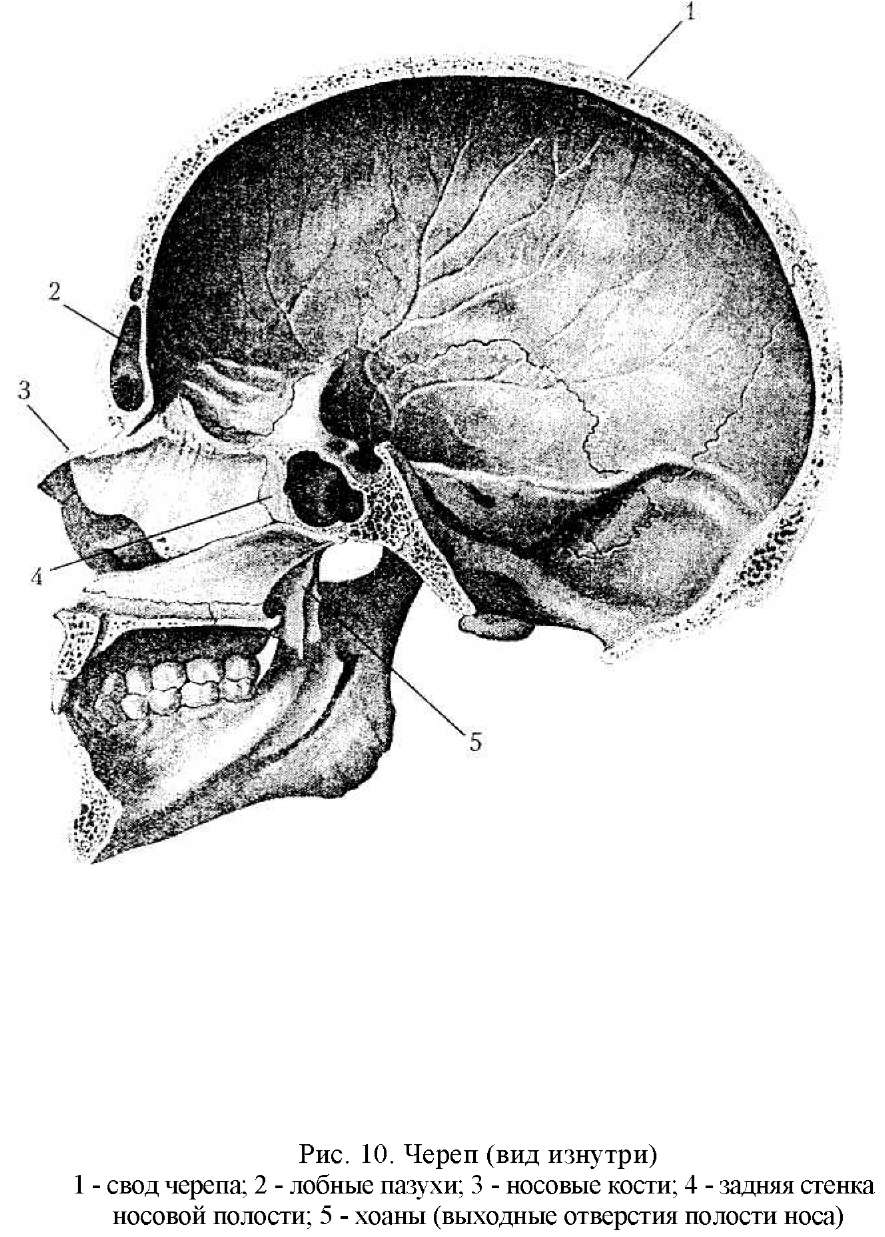 1
2
3
4
5
Рис. 10. Череп (вид изнутри)
1 - свод черепа; 2 - лобные пазухи; 3 - носовые кости; 4 - задняя стенка
носовой полости; 5 - хоаны (выходные отверстия полости носа)